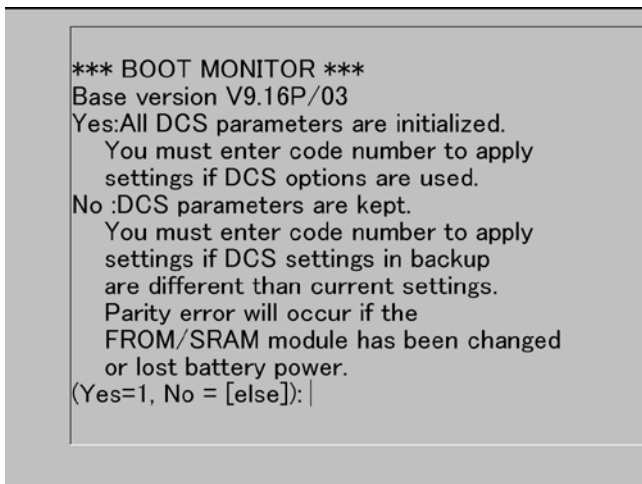 *** BOOT MONITOR ***
Base version V9.16P/03
Yes:All DCS parameters are initialized.
You must enter code number to apply
settings if DCS options are used.
No :DCS parameters are kept.
You must enter code number to apply
settings if DCS settings in backup
are different than current settings.
Parity error will occur if the
FROM/SRAM module has been changed
or lost battery power.
(Yes=1, No = [else]):